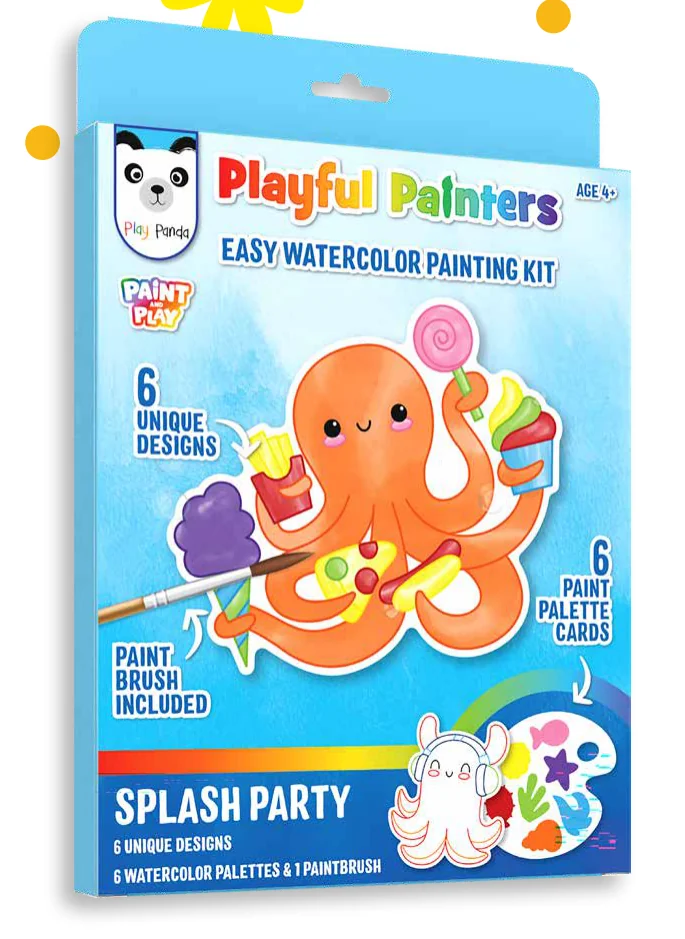 Play Panda
Playful Painters
AGE 4+
EASY WATERCOLOR PAINTING KIT
PAINT
AND
PLAY
6
UNIQUE
DESIGNS
6
PAINT
PALETTE
CARDS
PAINT
BRUSH
INCLUDED
SPLASH PARTY
6 UNIQUE DESIGNS
6 WATERCOLOR PALETTES & 1 PAINTBRUSH